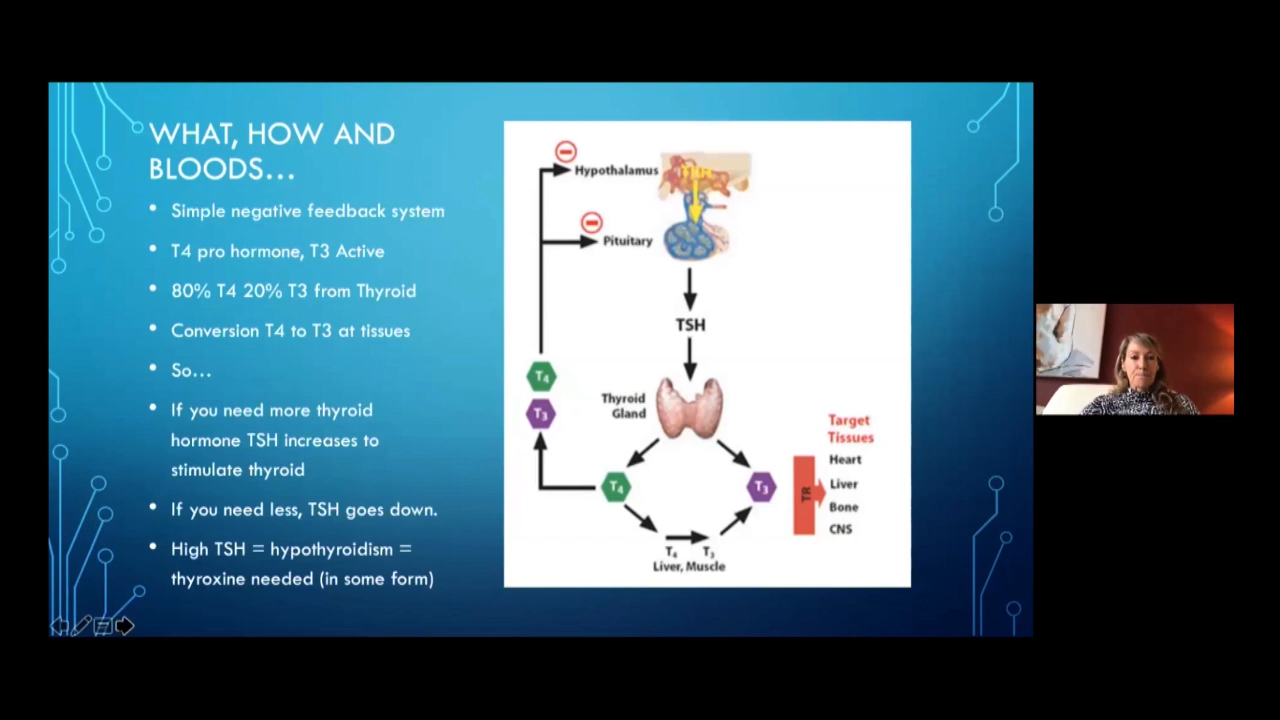 WHAT, HOW AND
BLOODS...
• Simple negative feedback system
• T4 pro hormone, T3 Active
• 80% T4 20% T3 from Thyroid
• Conversion T4 to T3 at tissues
• So...
• If you need more thyroid
hormone TSH increases to
stimulate thyroid
• If you need less, TSH goes down.
• High TSH = hypothyroidism =
thyroxine needed (in some form)
Hypothalamus
Pituitary
TSH
T4
T3
Thyroid
Gland
T4
T3
T4 T3
Liver, Muscle
TR
Target
Tissues
Heart
Liver
Bone
CNS